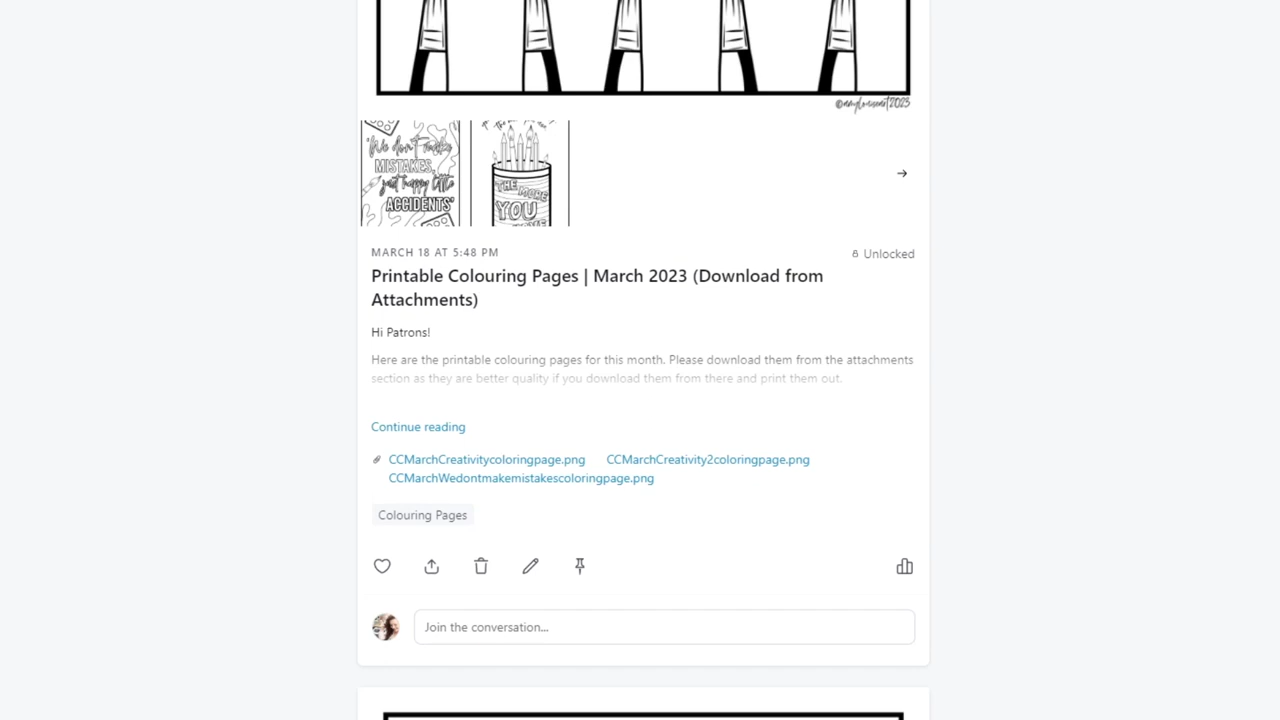 ©amylouiseart2023
"We don't make
MISTAKES,
just happy little
ACCIDENTS"
THE MORE
YOU
MARCH 18 AT 5:48 PM
Unlocked
Printable Colouring Pages | March 2023 (Download from
Attachments)
Hi Patrons!
Here are the printable colouring pages for this month. Please download them from the attachments
section as they are better quality if you download them from there and print them out.
Continue reading
CCMarchCreativitycoloringpage.png CCMarchCreativity2coloringpage.png
CCMarchWedontmakemistakescoloringpage.png
Colouring Pages
Join the conversation...